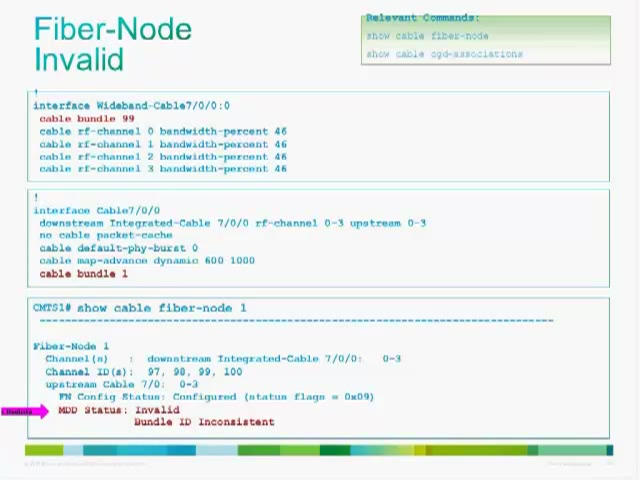 Fiber-Node
Invalid
Relevant Commands:
show cable fiber-node
show cable cgd-associations
!
interface Wideband-Cable7/0/0:0
cable bundle 99
cable rf-channel 0 bandwidth-percent 46
cable rf-channel 1 bandwidth-percent 46
cable rf-channel 2 bandwidth-percent 46
cable rf-channel 3 bandwidth-percent 46
!
interface Cable7/0/0
downstream Integrated-Cable 7/0/0 rf-channel 0-3 upstream 0-3
no cable packet-cache
cable default-phy-burst 0
cable map-advance dynamic 600 1000
cable bundle 1
CMTS1# show cable fiber-node 1
--------------------------------------------------------------
Fiber-Node 1
Channel(s) : downstream Integrated-Cable 7/0/0: 0-3
Channel ID(s): 97, 98, 99, 100
upstream Cable 7/0: 0-3
FN Config Status: Configured (status flags = 0x09)
MDD Status: Invalid
Bundle ID Inconsistent